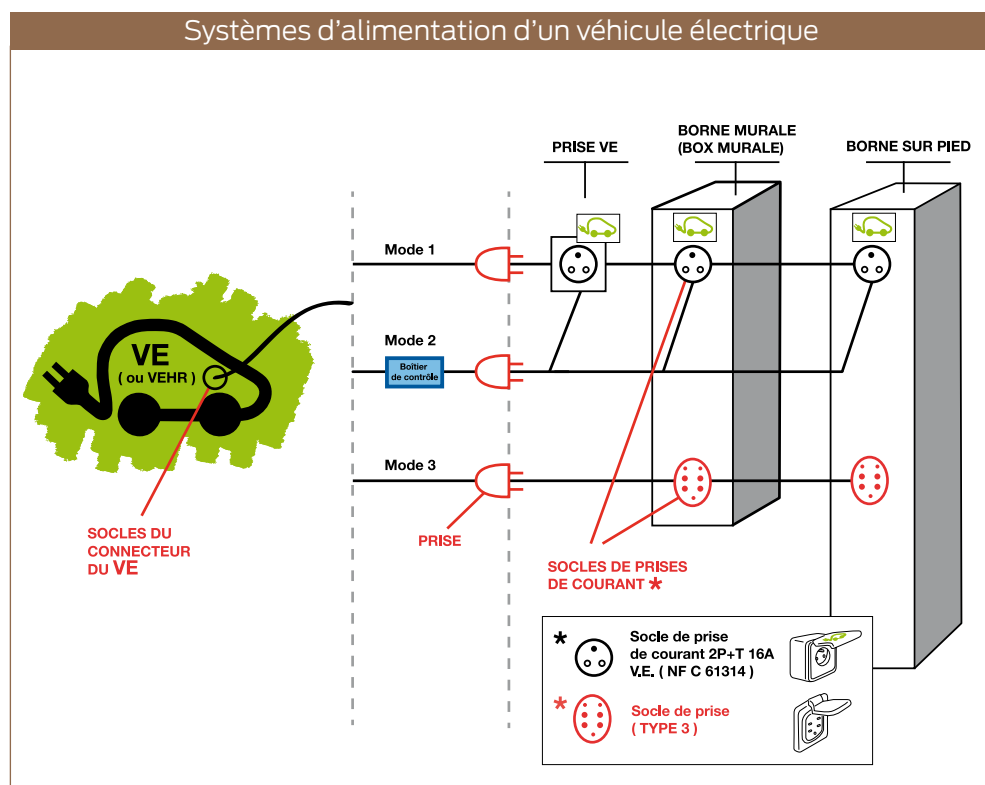 Systèmes d’alimentation d’un véhicule électrique
PRISE VE
BORNE MURALE
(BOX MURALE)
BORNE SUR PIED
Mode 1
Mode 2
Boîtier
de contrôle
VE
( ou VEHR )
Mode 3
SOCLES DU
CONNECTEUR
DU VE
PRISE
SOCLES DE PRISES
DE COURANT *
* Socle de prise
de courant 2P+T 16A
V.E. ( NF C 61314 )
* Socle de prise
( TYPE 3 )